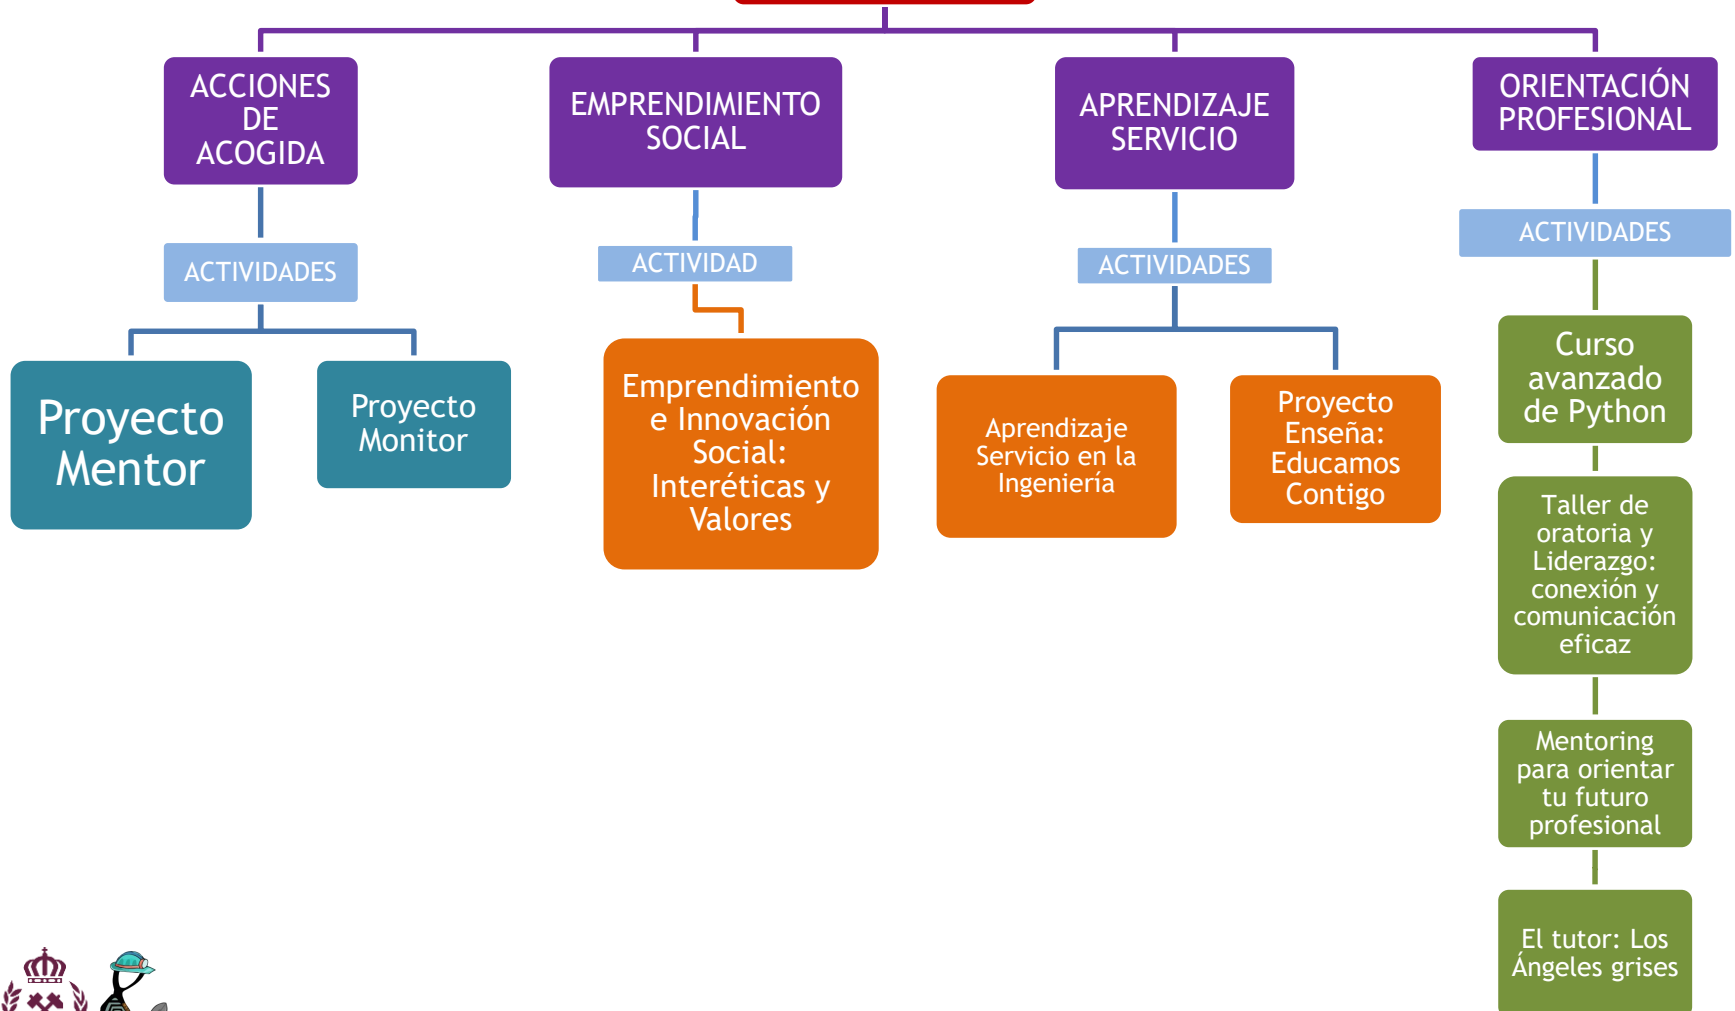 ACCIONES
DE
ACOGIDA
EMPRENDIMIENTO
SOCIAL
APRENDIZAJE
SERVICIO
ORIENTACIÓN
PROFESIONAL
ACTIVIDADES
ACTIVIDAD
ACTIVIDADES
ACTIVIDADES
Proyecto
Mentor
Proyecto
Monitor
Emprendimiento
e Innovación
Social:
Interéticas y
Valores
Aprendizaje
Servicio en la
Ingeniería
Proyecto
Enseña:
Educamos
Contigo
Curso
avanzado
de Python
Taller de
oratoria y
Liderazgo:
conexión y
comunicación
eficaz
Mentoring
para orientar
tu futuro
profesional
El tutor: Los
Ángeles grises